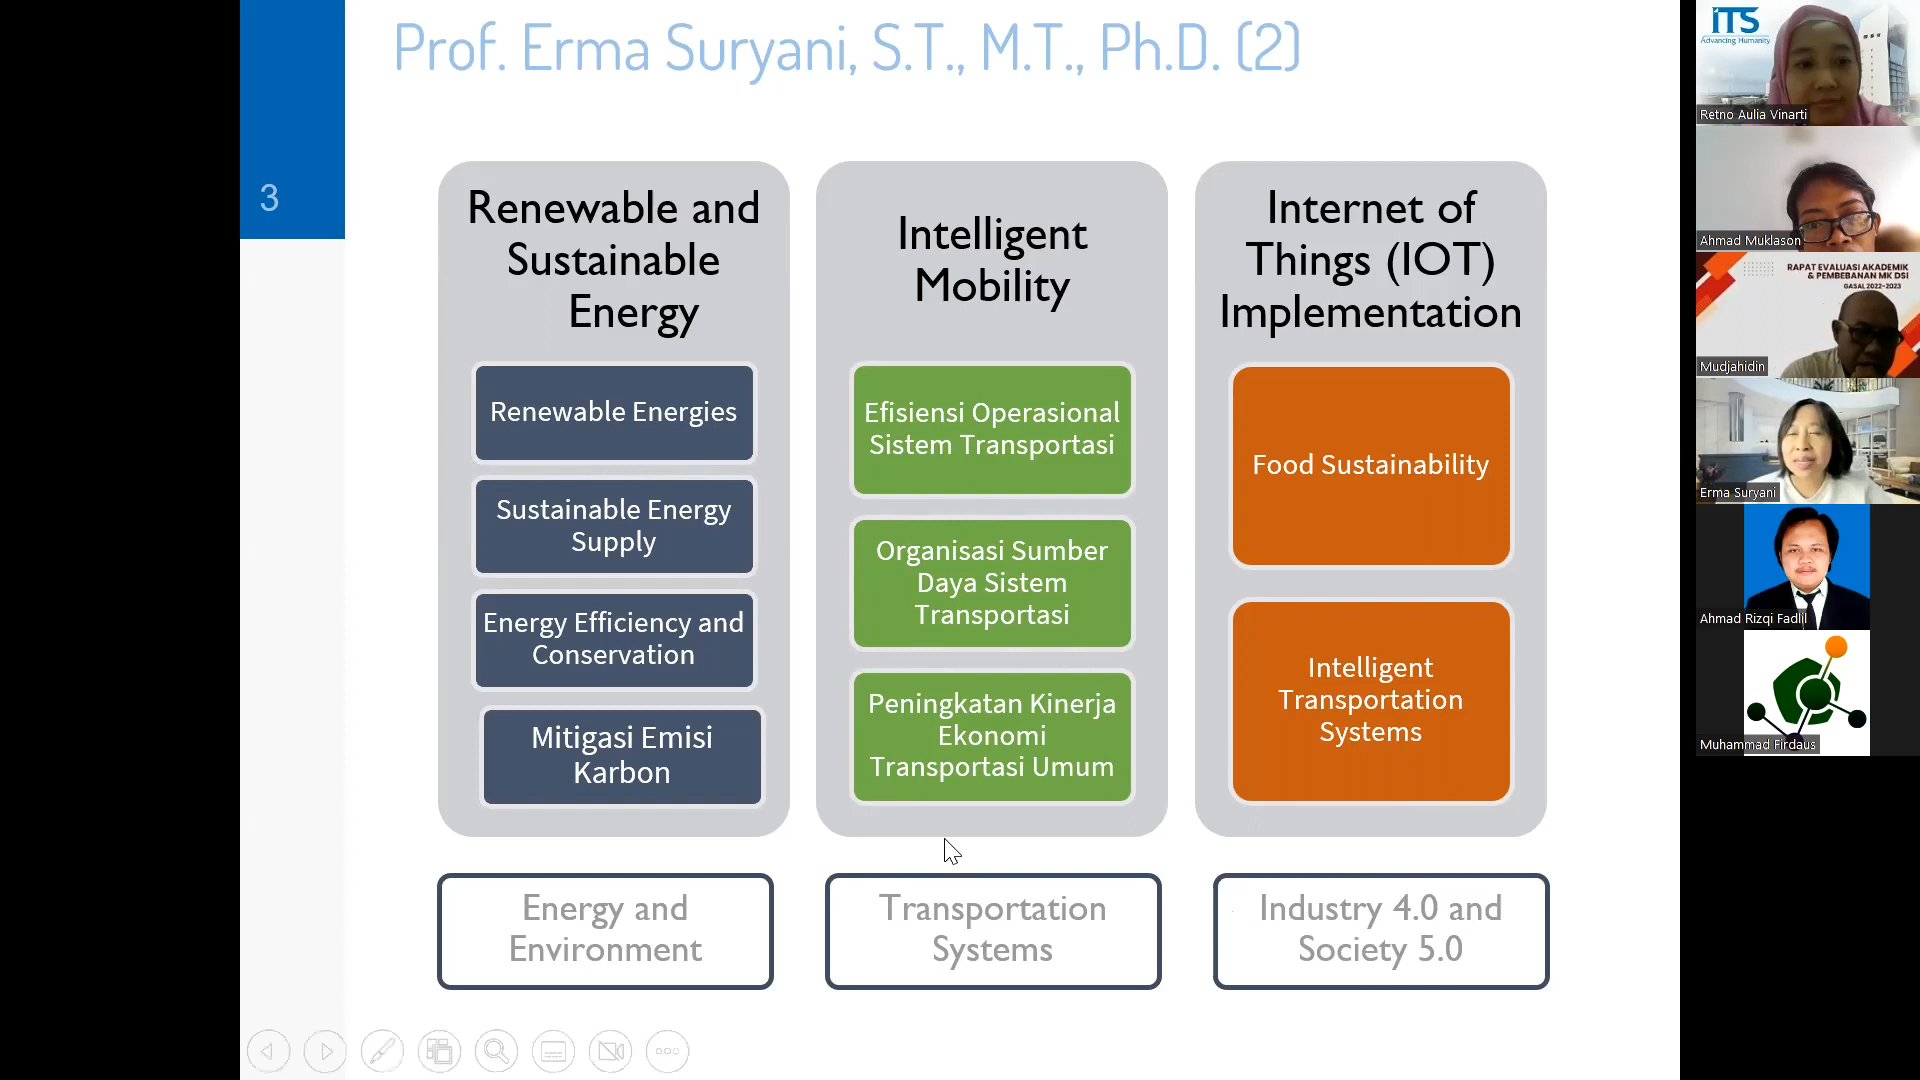 Prof. Erma Suryani, S.T., M.T., Ph.D. (2)
3
Renewable and
Sustainable
Energy
Renewable Energies
Sustainable Energy
Supply
Energy Efficiency and
Conservation
Mitigasi Emisi
Karbon
Intelligent
Mobility
Efisiensi Operasional
Sistem Transportasi
Organisasi Sumber
Daya Sistem
Transportasi
Peningkatan Kinerja
Ekonomi
Transportasi Umum
Internet of
Things (IOT)
Implementation
Food Sustainability
Intelligent
Transportation
Systems
Energy and
Environment
Transportation
Systems
Industry 4.0 and
Society 5.0
ITS
Advancing Humanity
Retno Aulia Vinarti
Ahmad Muklason
RAPAT EVALUASI AKADEMIK
& PEMBEBANAN MK DSI
GASAL 2022-2023
Mudjahidin
Erma Suryani
Ahmad Rizqi Fadlil
Muhammad Firdaus